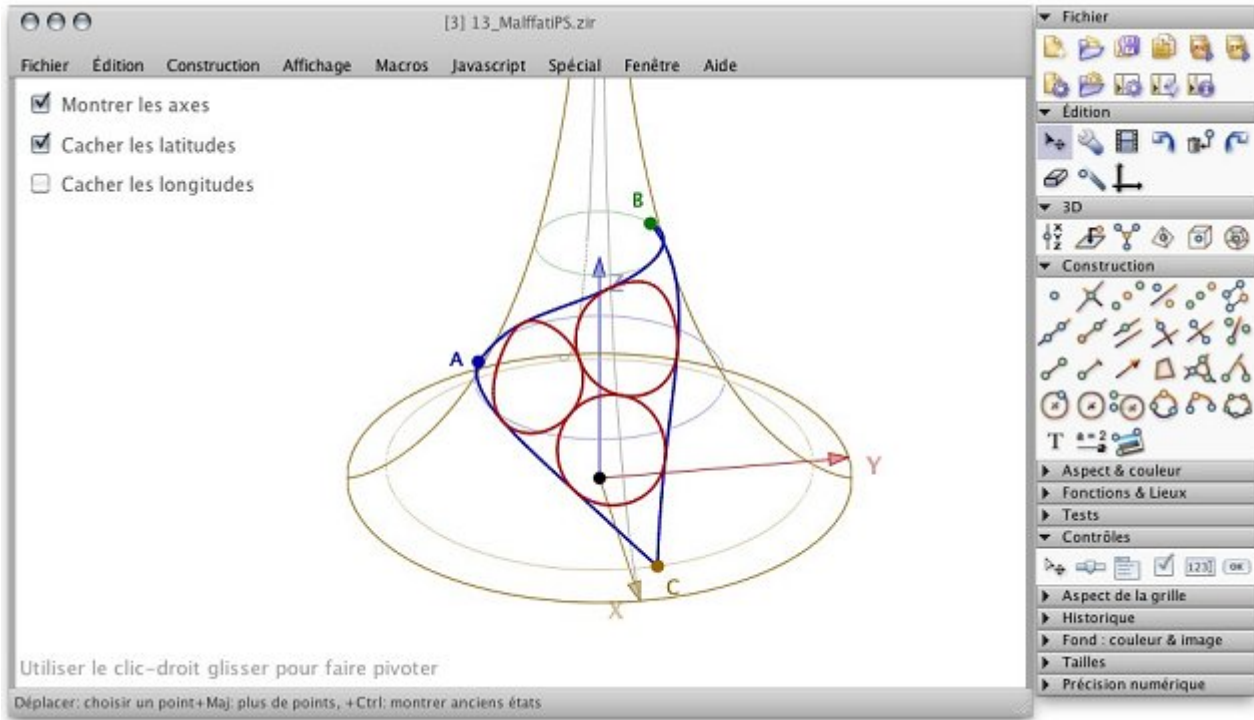 [3] 13_MalffatiPS.zir
Fichier Édition Construction Affichage Macros Javascript Spécial Fenêtre Aide
Montrer les axes
Cacher les latitudes
Cacher les longitudes
B
Z
A
Y
C
X
Utiliser le clic-droit glisser pour faire pivoter
Déplacer: choisir un point+Maj: plus de points, +Ctrl: montrer anciens états
Fichier
Édition
3D
X
Y
Z
Construction
T a=2
Aspect & couleur
Fonctions & Lieux
Tests
Contrôles
123 OK
Aspect de la grille
Historique
Fond : couleur & image
Tailles
Précision numérique